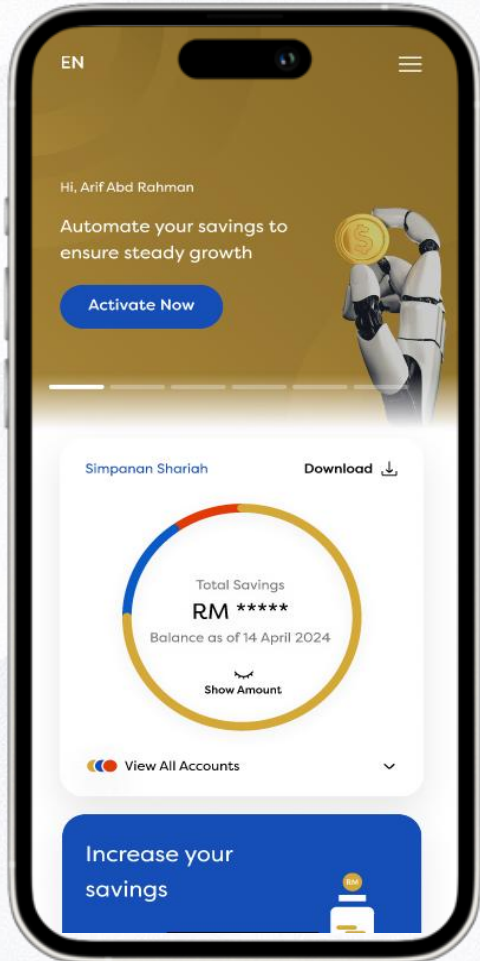 EN
Hi, Arif Abd Rahman
Automate your savings to
ensure steady growth
Activate Now
Simpanan Shariah
Download
Total Savings
RM *****
Balance as of 14 April 2024
Show Amount
View All Accounts
Increase your
savings
RM